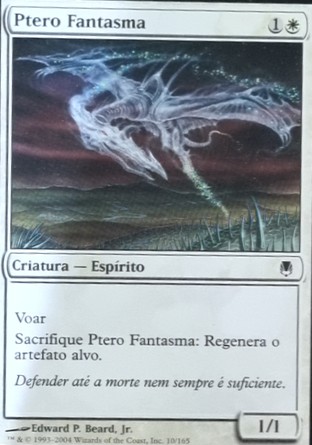 Ptero Fantasma 1
Criatura — Espírito
Voar
Sacrifique Ptero Fantasma: Regenera o
artefato alvo.
Defender até a morte nem sempre é suficiente.
Edward P. Beard, Jr.
™ & © 1993-2004 Wizards of the Coast, Inc. 10/165
1/1